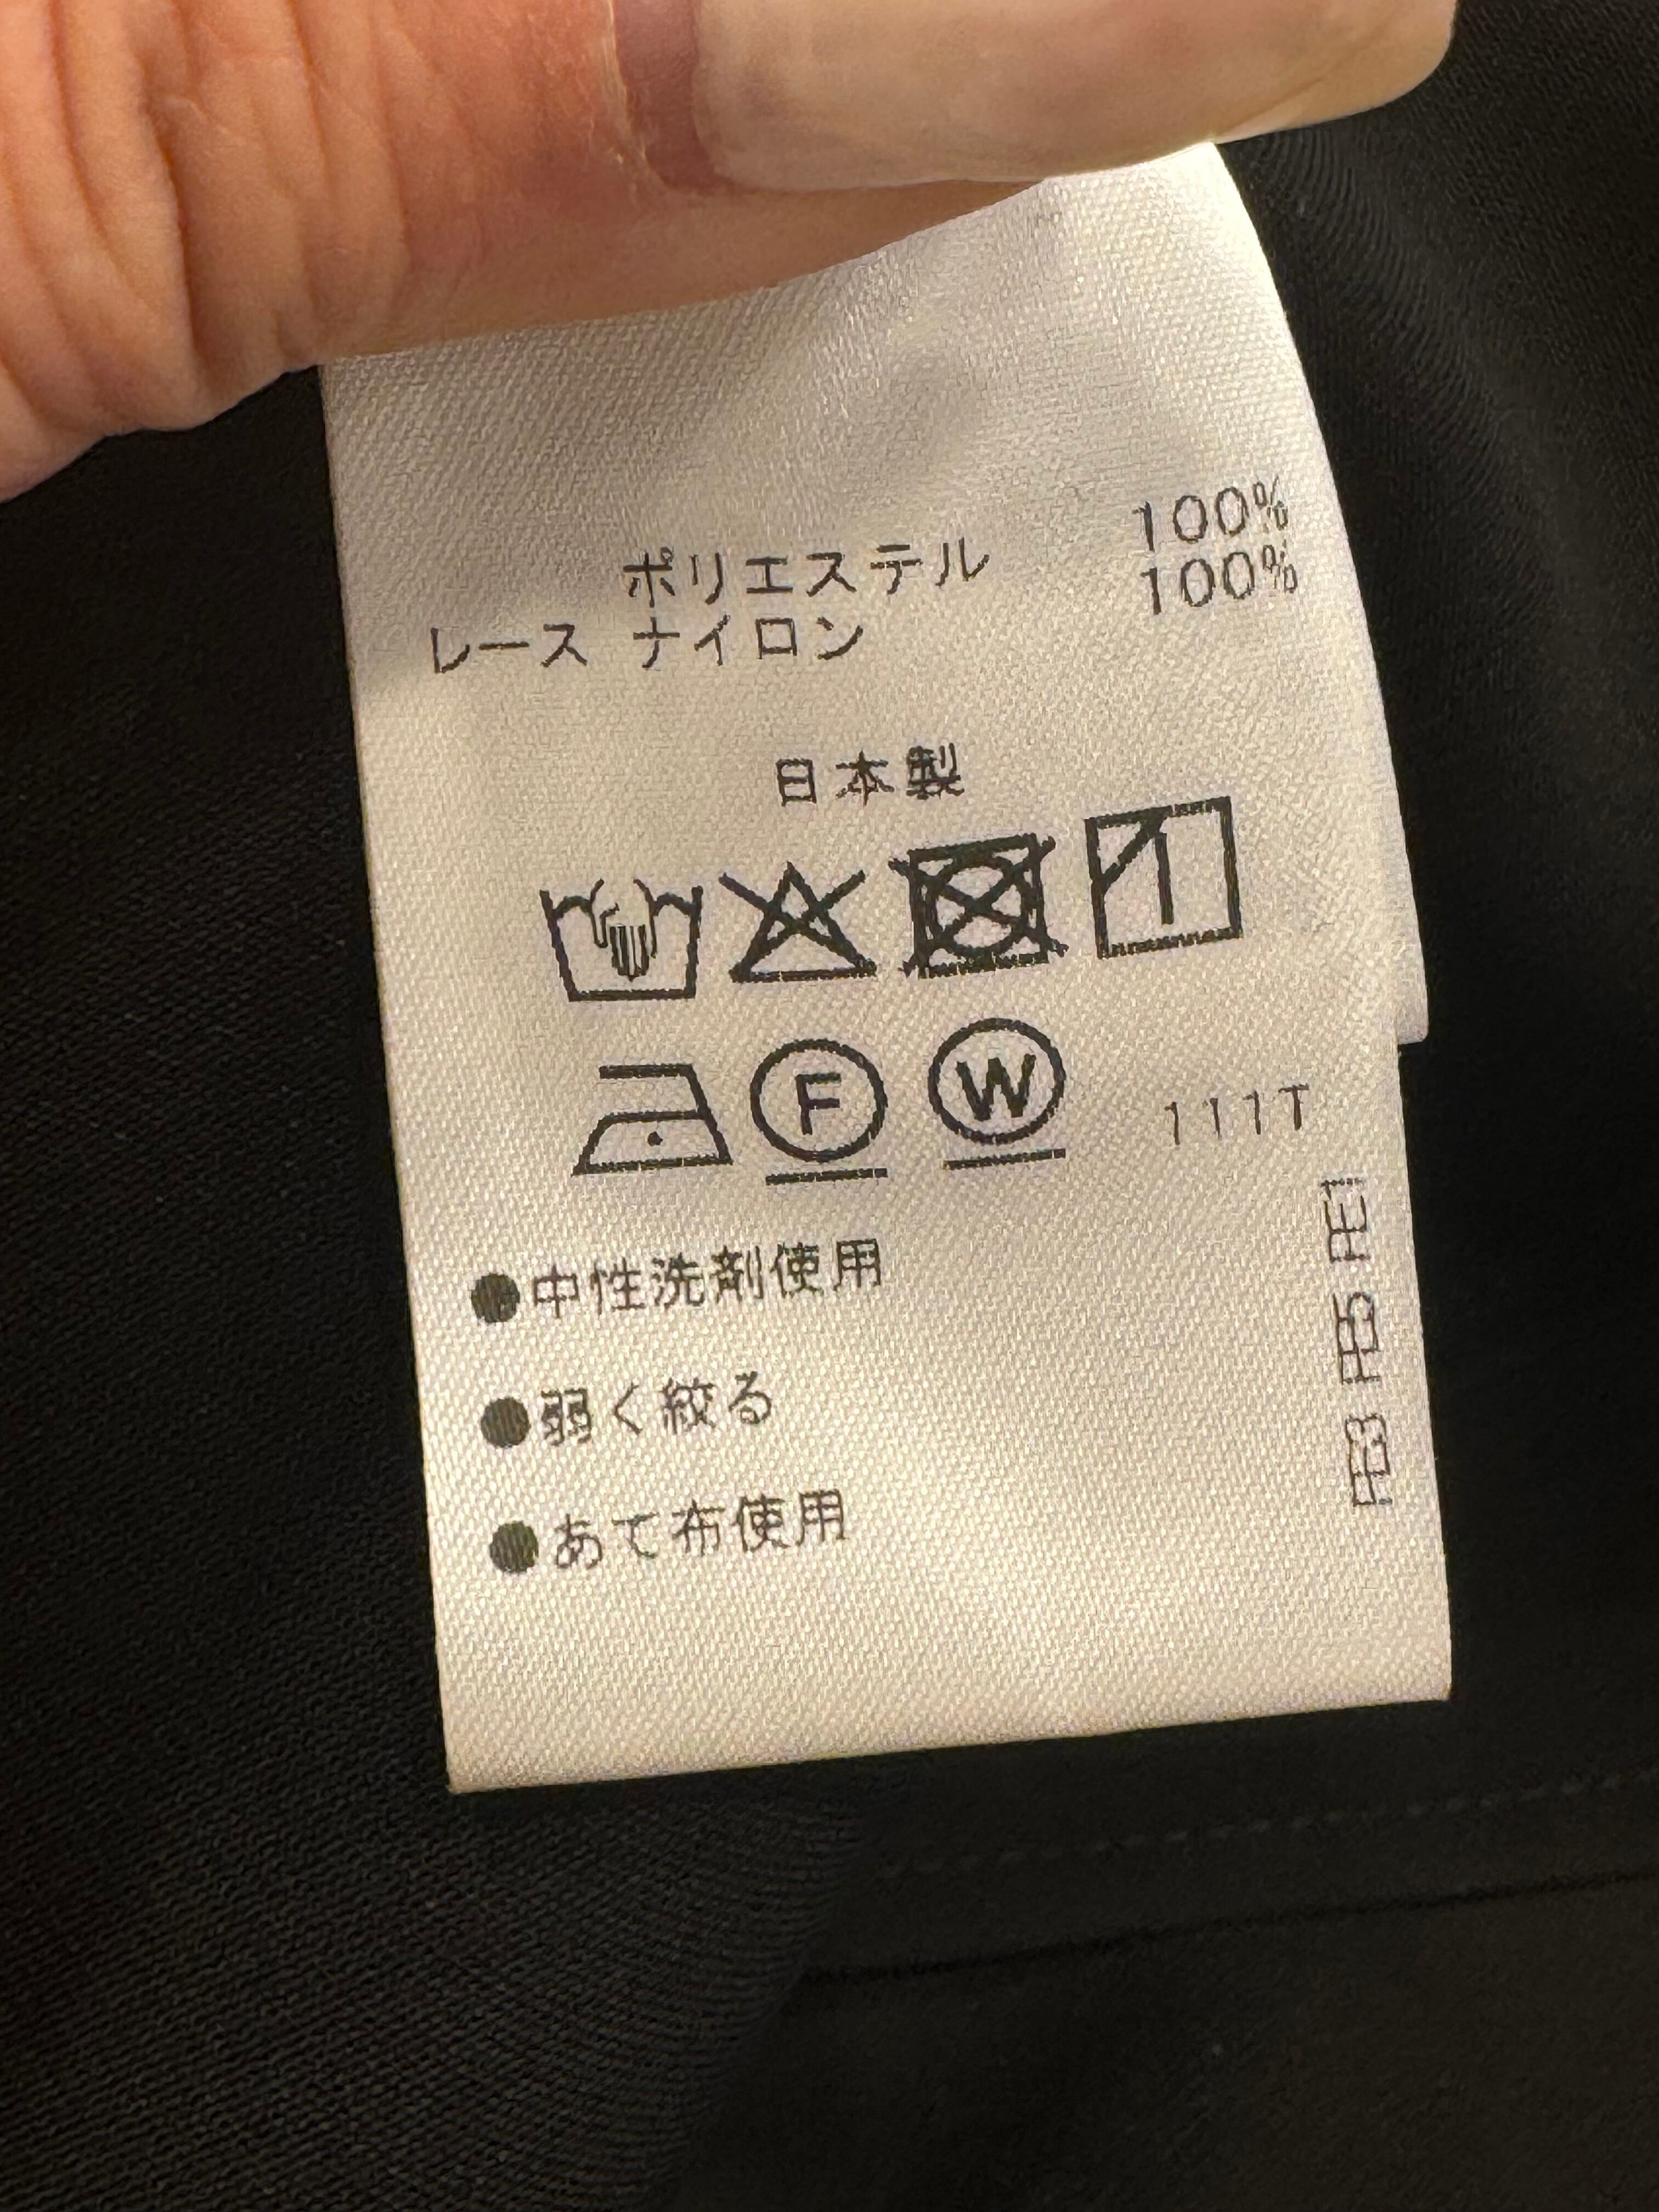 ポリエステル 100%
レース ナイロン 100%
日本製
F W 111T
●中性洗剤使用
●弱く絞る
●あて布使用